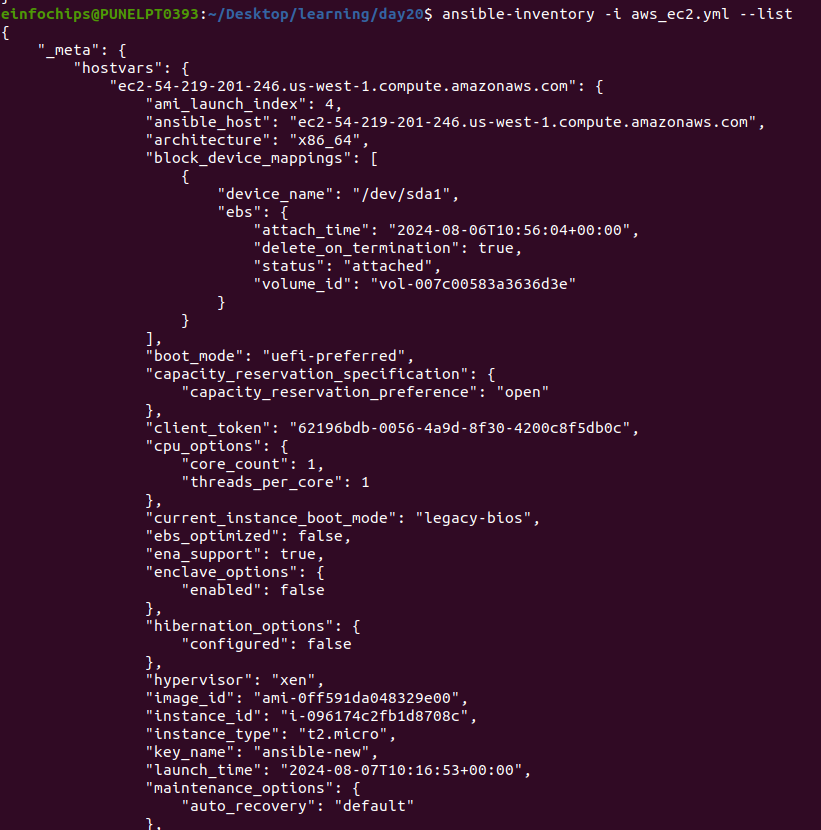 }
einfochips@PUNELPT0393:~/Desktop/learning/day20$ ansible-inventory -i aws_ec2.yml --list
{
    "_meta": {
        "hostvars": {
            "ec2-54-219-201-246.us-west-1.compute.amazonaws.com": {
                "ami_launch_index": 4,
                "ansible_host": "ec2-54-219-201-246.us-west-1.compute.amazonaws.com",
                "architecture": "x86_64",
                "block_device_mappings": [
                    {
                        "device_name": "/dev/sda1",
                        "ebs": {
                            "attach_time": "2024-08-06T10:56:04+00:00",
                            "delete_on_termination": true,
                            "status": "attached",
                            "volume_id": "vol-007c00583a3636d3e"
                        }
                    }
                ],
                "boot_mode": "uefi-preferred",
                "capacity_reservation_specification": {
                    "capacity_reservation_preference": "open"
                },
                "client_token": "62196bdb-0056-4a9d-8f30-4200c8f5db0c",
                "cpu_options": {
                    "core_count": 1,
                    "threads_per_core": 1
                },
                "current_instance_boot_mode": "legacy-bios",
                "ebs_optimized": false,
                "ena_support": true,
                "enclave_options": {
                    "enabled": false
                },
                "hibernation_options": {
                    "configured": false
                },
                "hypervisor": "xen",
                "image_id": "ami-0ff591da048329e00",
                "instance_id": "i-096174c2fb1d8708c",
                "instance_type": "t2.micro",
                "key_name": "ansible-new",
                "launch_time": "2024-08-07T10:16:53+00:00",
                "maintenance_options": {
                    "auto_recovery": "default"
                },